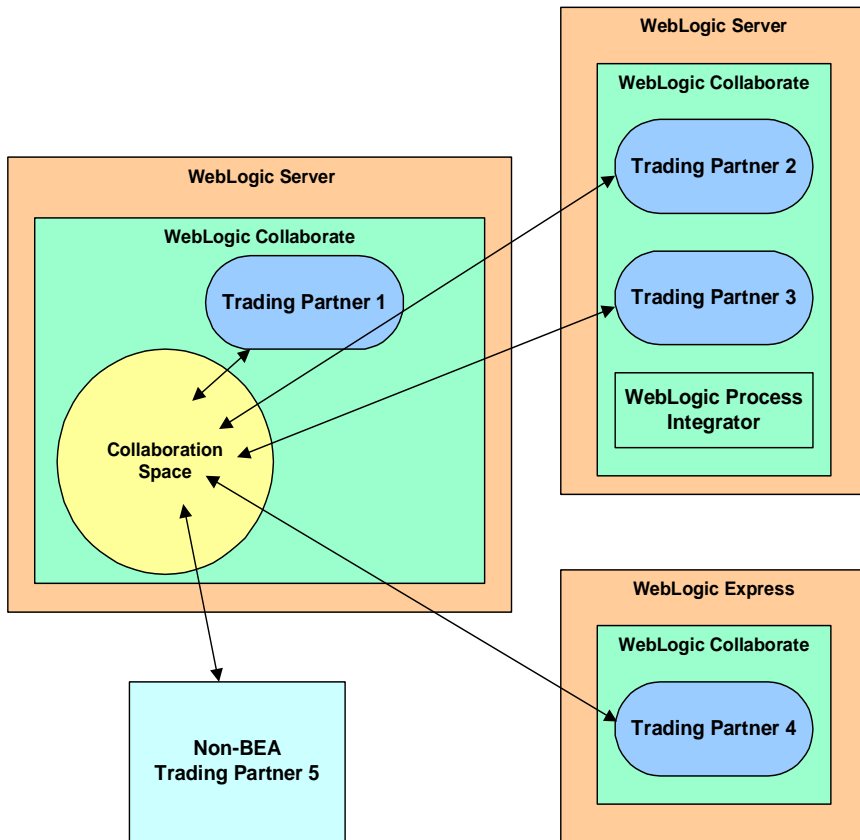 WebLogic Server
WebLogic Collaborate
Trading Partner 1
Collaboration
Space
Non-BEA
Trading Partner 5
WebLogic Server
WebLogic Collaborate
Trading Partner 2
Trading Partner 3
WebLogic Process
Integrator
WebLogic Express
WebLogic Collaborate
Trading Partner 4